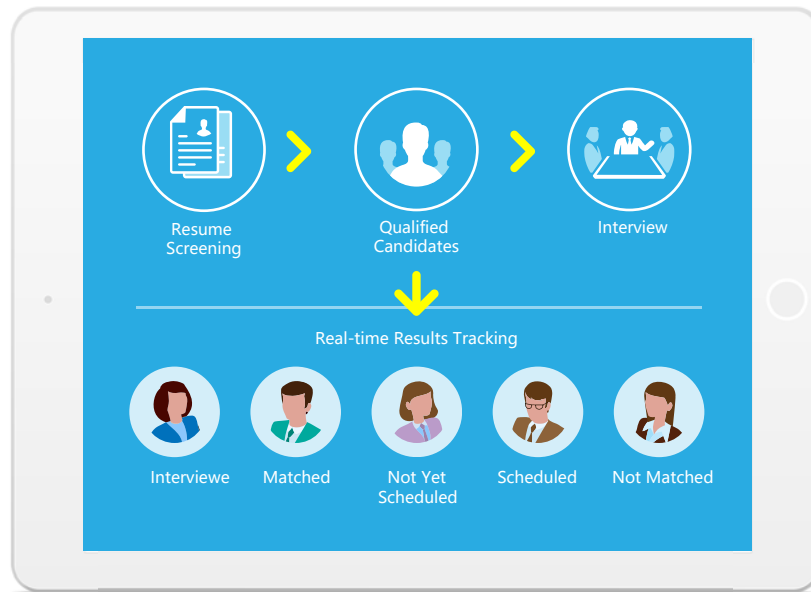 Resume
Screening
Qualified
Candidates
Interview
Real-time Results Tracking
Interviewe
Matched
Not Yet
Scheduled
Scheduled
Not Matched